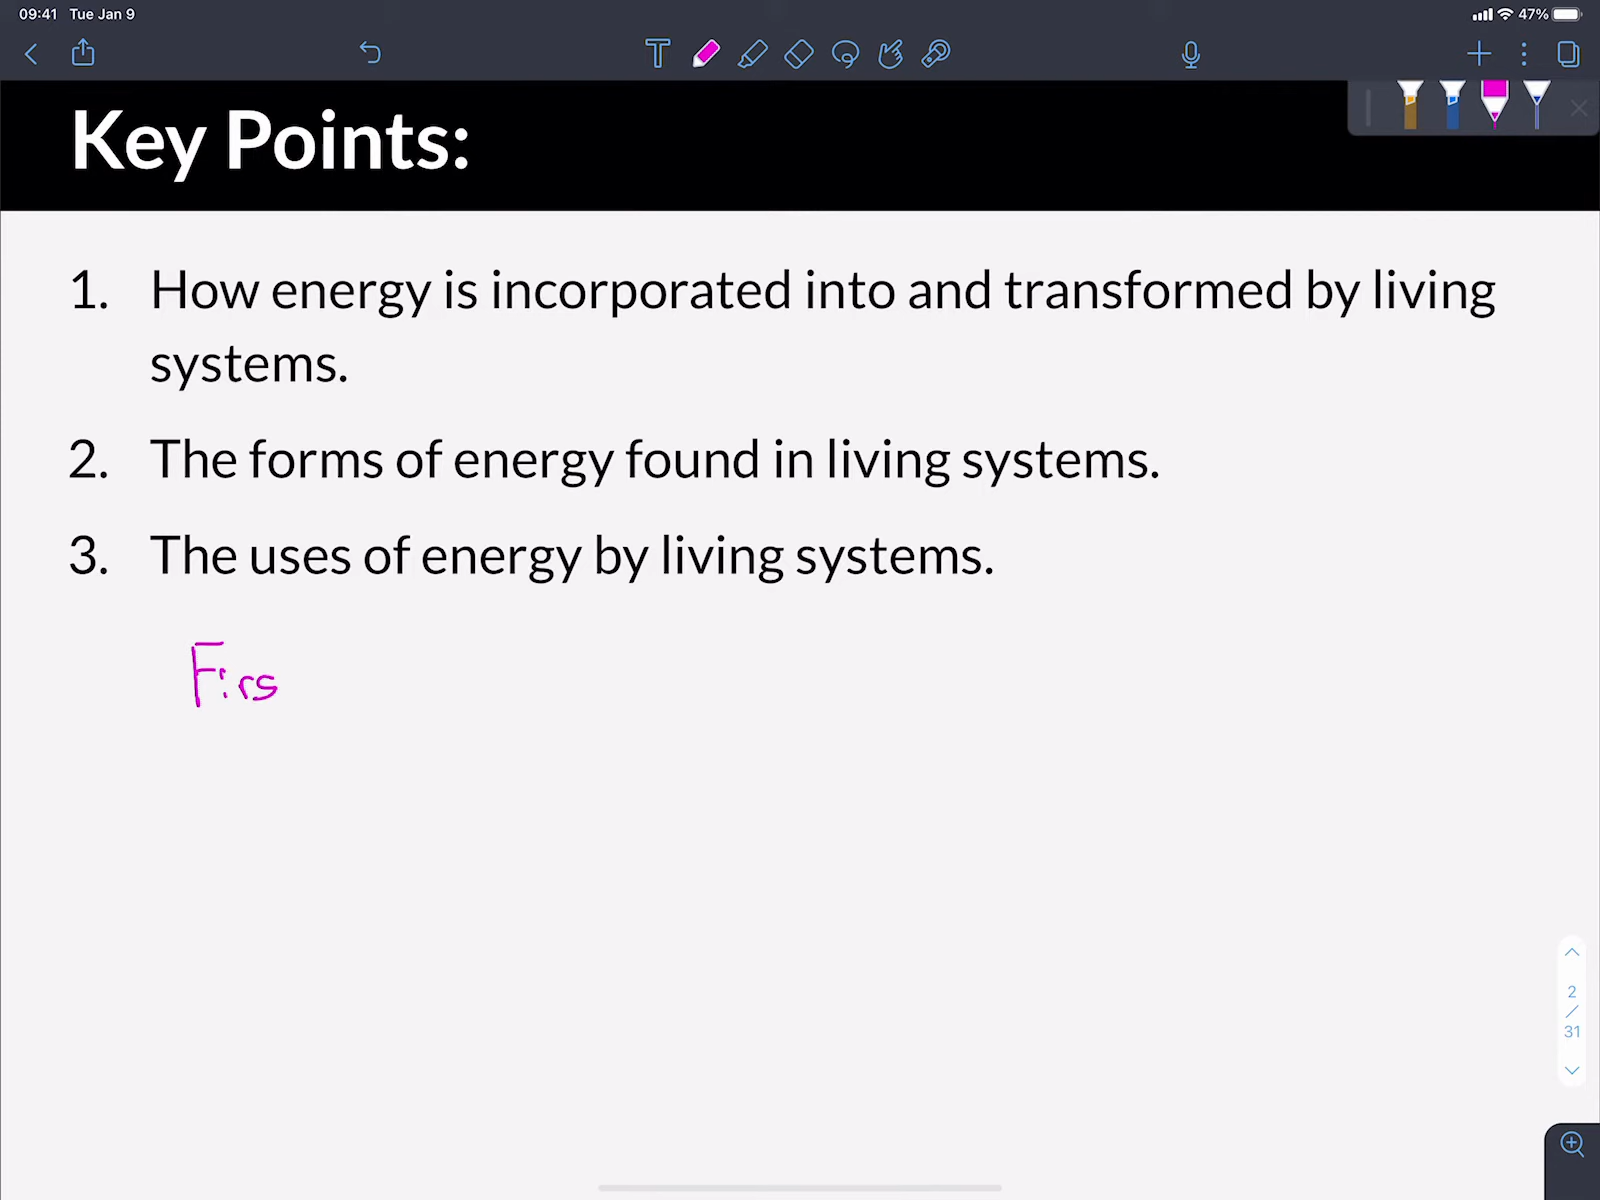 09:41 Tue Jan 9
47%
T
Key Points:
1. How energy is incorporated into and transformed by living
systems.
2. The forms of energy found in living systems.
3. The uses of energy by living systems.
Firs
2
/
31